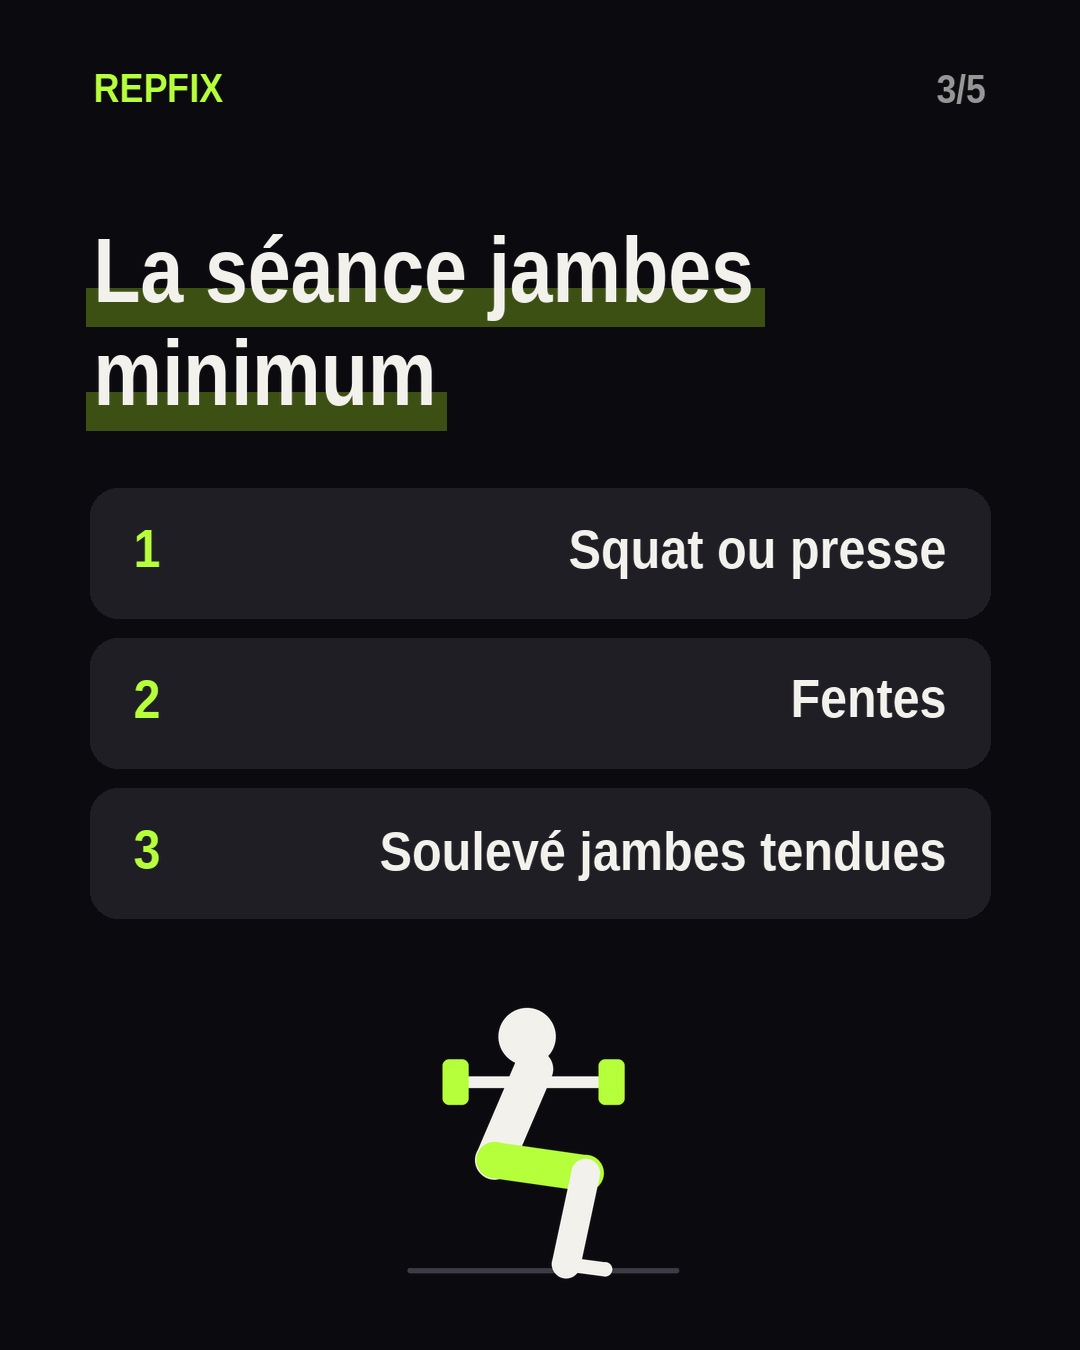 REPFIX
3/5
La séance jambes
minimum
1 Squat ou presse
2 Fentes
3 Soulevé jambes tendues